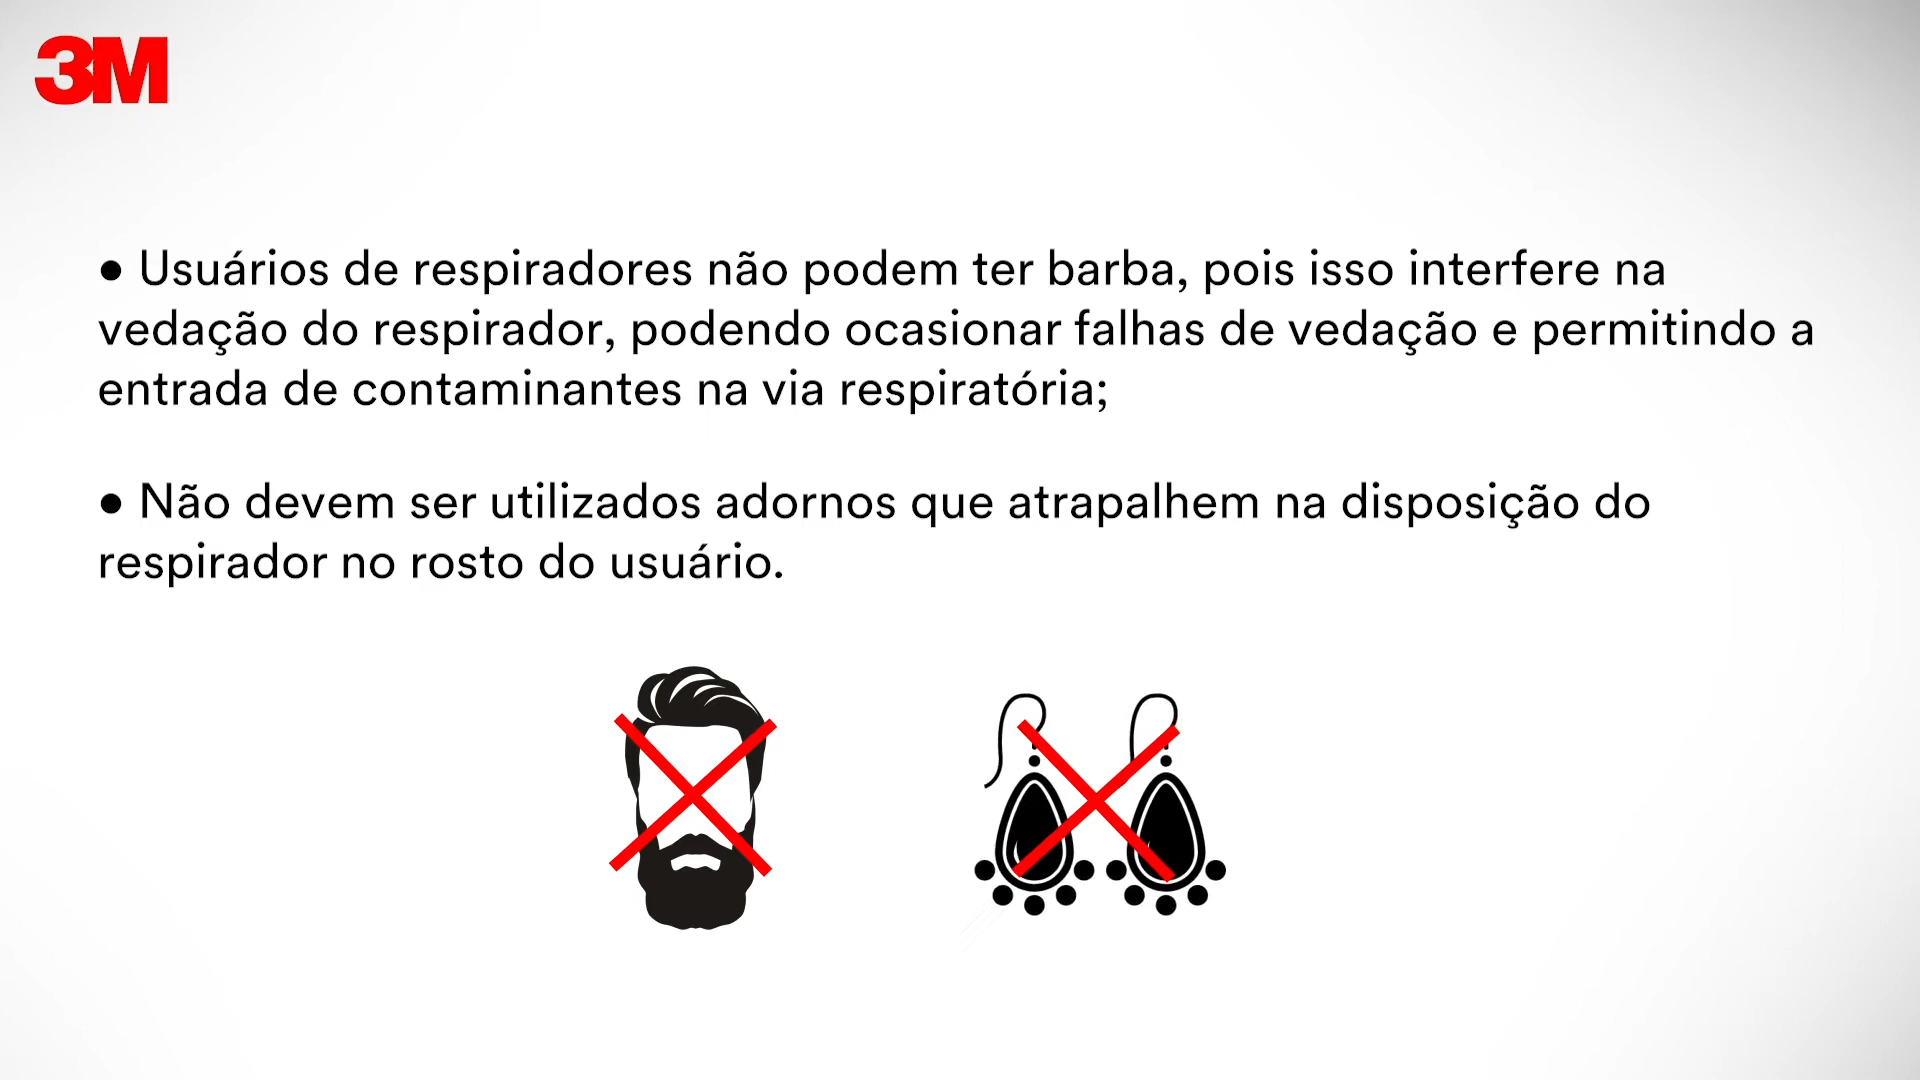 3M
● Usuários de respiradores não podem ter barba, pois isso interfere na
vedação do respirador, podendo ocasionar falhas de vedação e permitindo a
entrada de contaminantes na via respiratória;
● Não devem ser utilizados adornos que atrapalhem na disposição do
respirador no rosto do usuário.